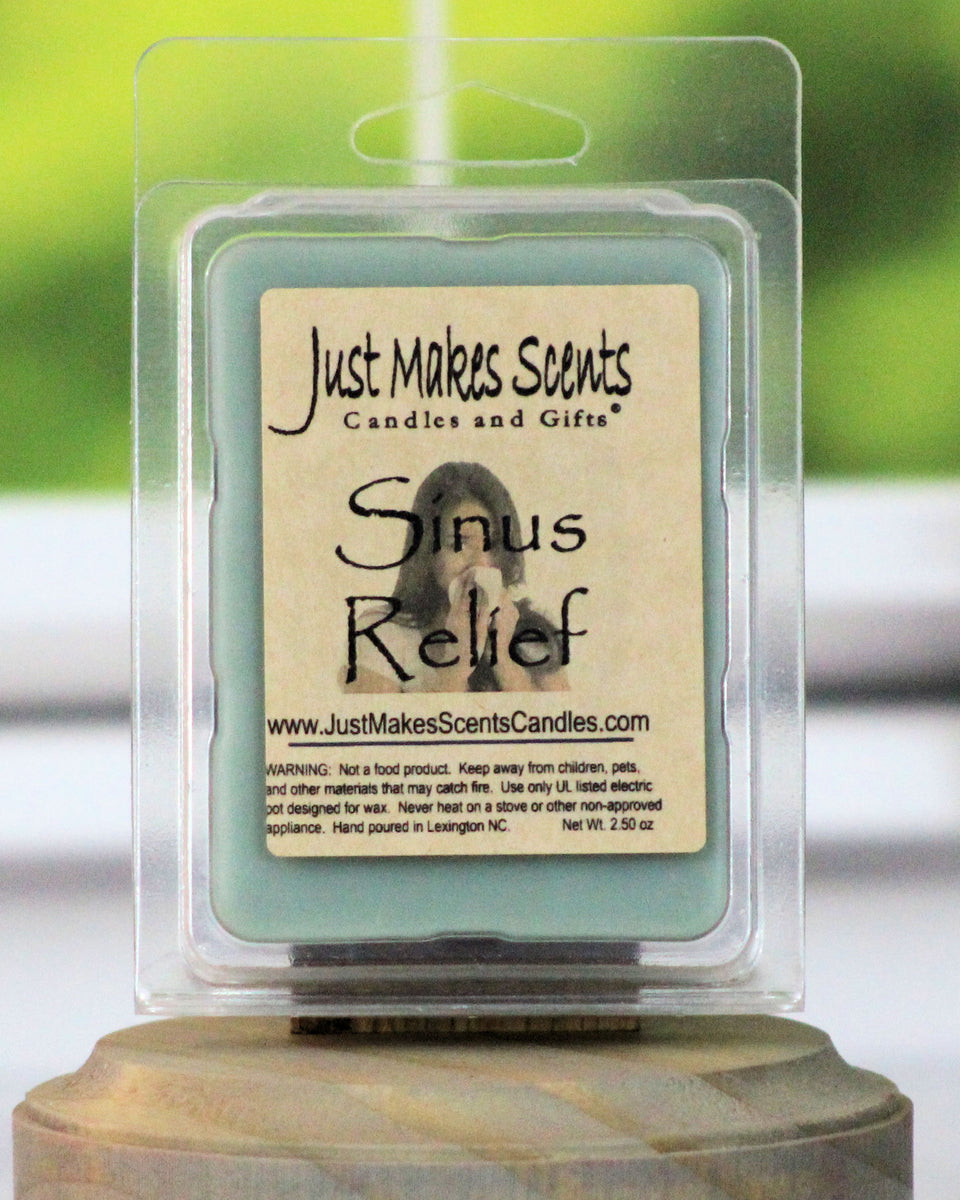 Just Makes Scents
Candles and Gifts®
Sinus
Relief
www.JustMakesScentsCandles.com
WARNING: Not a food product. Keep away from children, pets,
and other materials that may catch fire. Use only UL listed electric
pot designed for wax. Never heat on a stove or other non-approved
appliance. Hand poured in Lexington NC. Net Wt. 2.50 oz